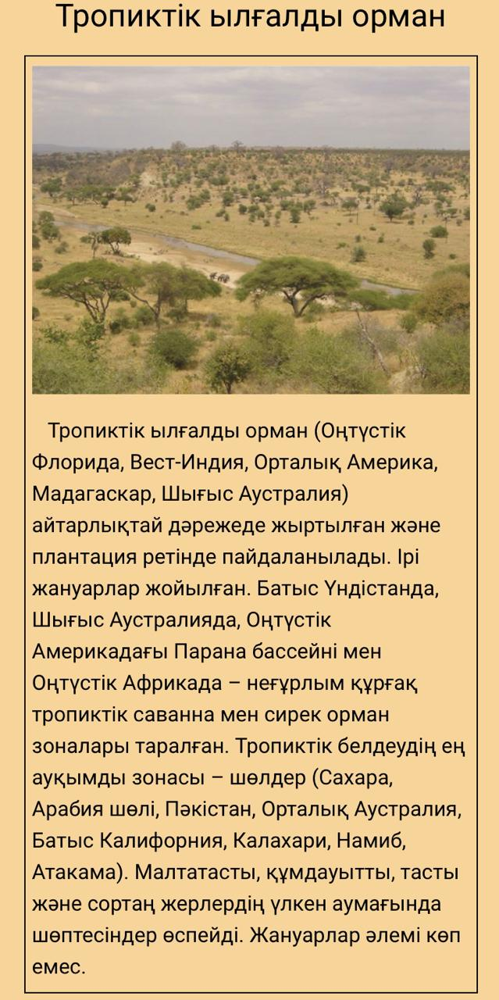 Тропиктік ылғалды орман
Тропиктік ылғалды орман (Оңтүстік
Флорида, Вест-Индия, Орталық Америка,
Мадагаскар, Шығыс Аустралия)
айтарлықтай дәрежеде жыртылған және
плантация ретінде пайдаланылады. Ірі
жануарлар жойылған. Батыс Үндістанда,
Шығыс Аустралияда, Оңтүстік
Америкадағы Парана бассейні мен
Оңтүстік Африкада – неғұрлым құрғақ
тропиктік саванна мен сирек орман
зоналары таралған. Тропиктік белдеудің ең
ауқымды зонасы – шөлдер (Сахара,
Арабия шөлі, Пәкістан, Орталық Аустралия,
Батыс Калифорния, Калахари, Намиб,
Атакама). Малтатасты, құмдауытты, тасты
және сортаң жерлердің үлкен аумағында
шөптесіндер өспейді. Жануарлар әлемі көп
емес.